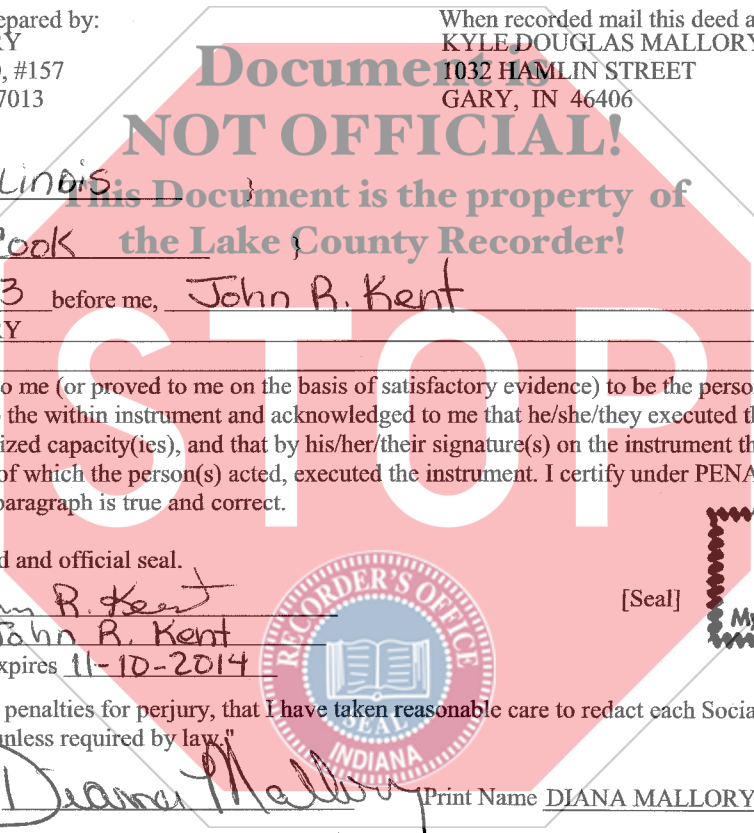 epared by:
RY
, #157
7013
When recorded mail this deed a
KYLE DOUGLAS MALLORY
1032 HAMLIN STREET
GARY, IN 46406
Document is
NOT OFFICIAL!
This Document is the property of
the Lake County Recorder!
linois }
Cook }
3 before me, John R. Kent
RY
STOP
o me (or proved to me on the basis of satisfactory evidence) to be the perso
o the within instrument and acknowledged to me that he/she/they executed th
ized capacity(ies), and that by his/her/their signature(s) on the instrument th
of which the person(s) acted, executed the instrument. I certify under PENA
paragraph is true and correct.
d and official seal.
n R. Kent
John R. Kent
[Seal]
My
xpires 11-10-2014
RECORDER'S OFFICE
SEAL
INDIANA
penalties for perjury, that I have taken reasonable care to redact each Socia
unless required by law."
Diana Mallory Print Name DIANA MALLORY